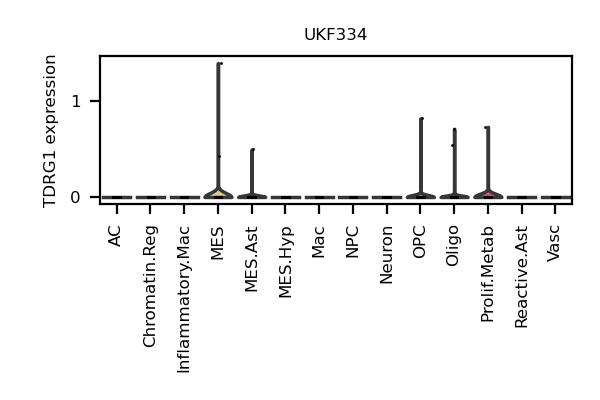 UKF334
TDRG1 expression
1
0
AC
Chromatin.Reg
Inflammatory.Mac
MES
MES.Ast
MES.Hyp
Mac
NPC
Neuron
OPC
Oligo
Prolif.Metab
Reactive.Ast
Vasc